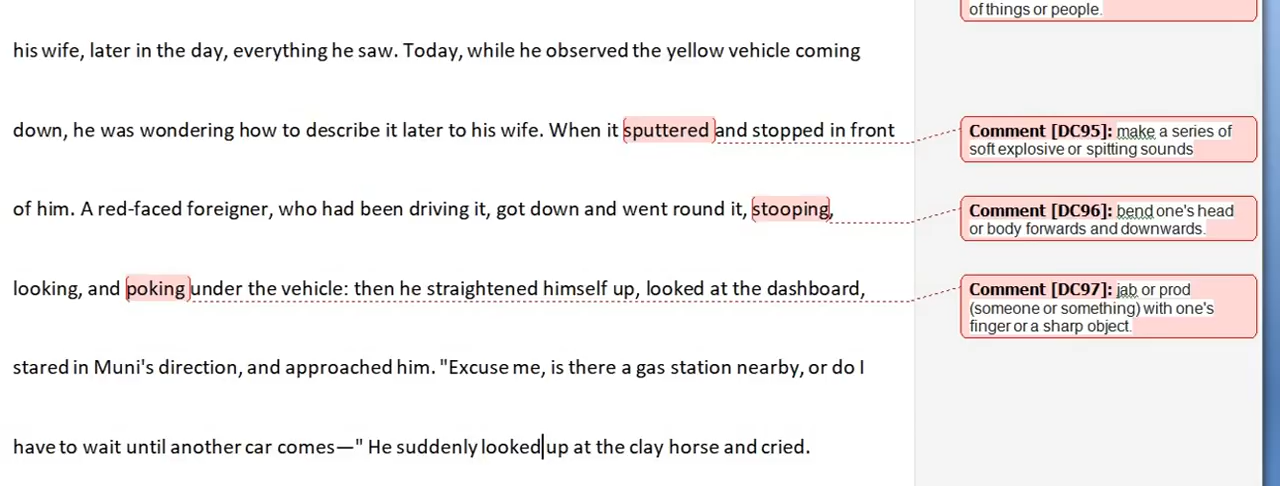 of things or people.
his wife, later in the day, everything he saw. Today, while he observed the yellow vehicle coming
down, he was wondering how to describe it later to his wife. When it sputtered and stopped in front
Comment [DC95]: make a series of
soft explosive or spitting sounds
of him. A red-faced foreigner, who had been driving it, got down and went round it, stooping,
Comment [DC96]: bend one's head
or body forwards and downwards.
looking, and poking under the vehicle: then he straightened himself up, looked at the dashboard,
Comment [DC97]: jab or prod
(someone or something) with one's
finger or a sharp object.
stared in Muni's direction, and approached him. "Excuse me, is there a gas station nearby, or do I
have to wait until another car comes—" He suddenly looked up at the clay horse and cried.